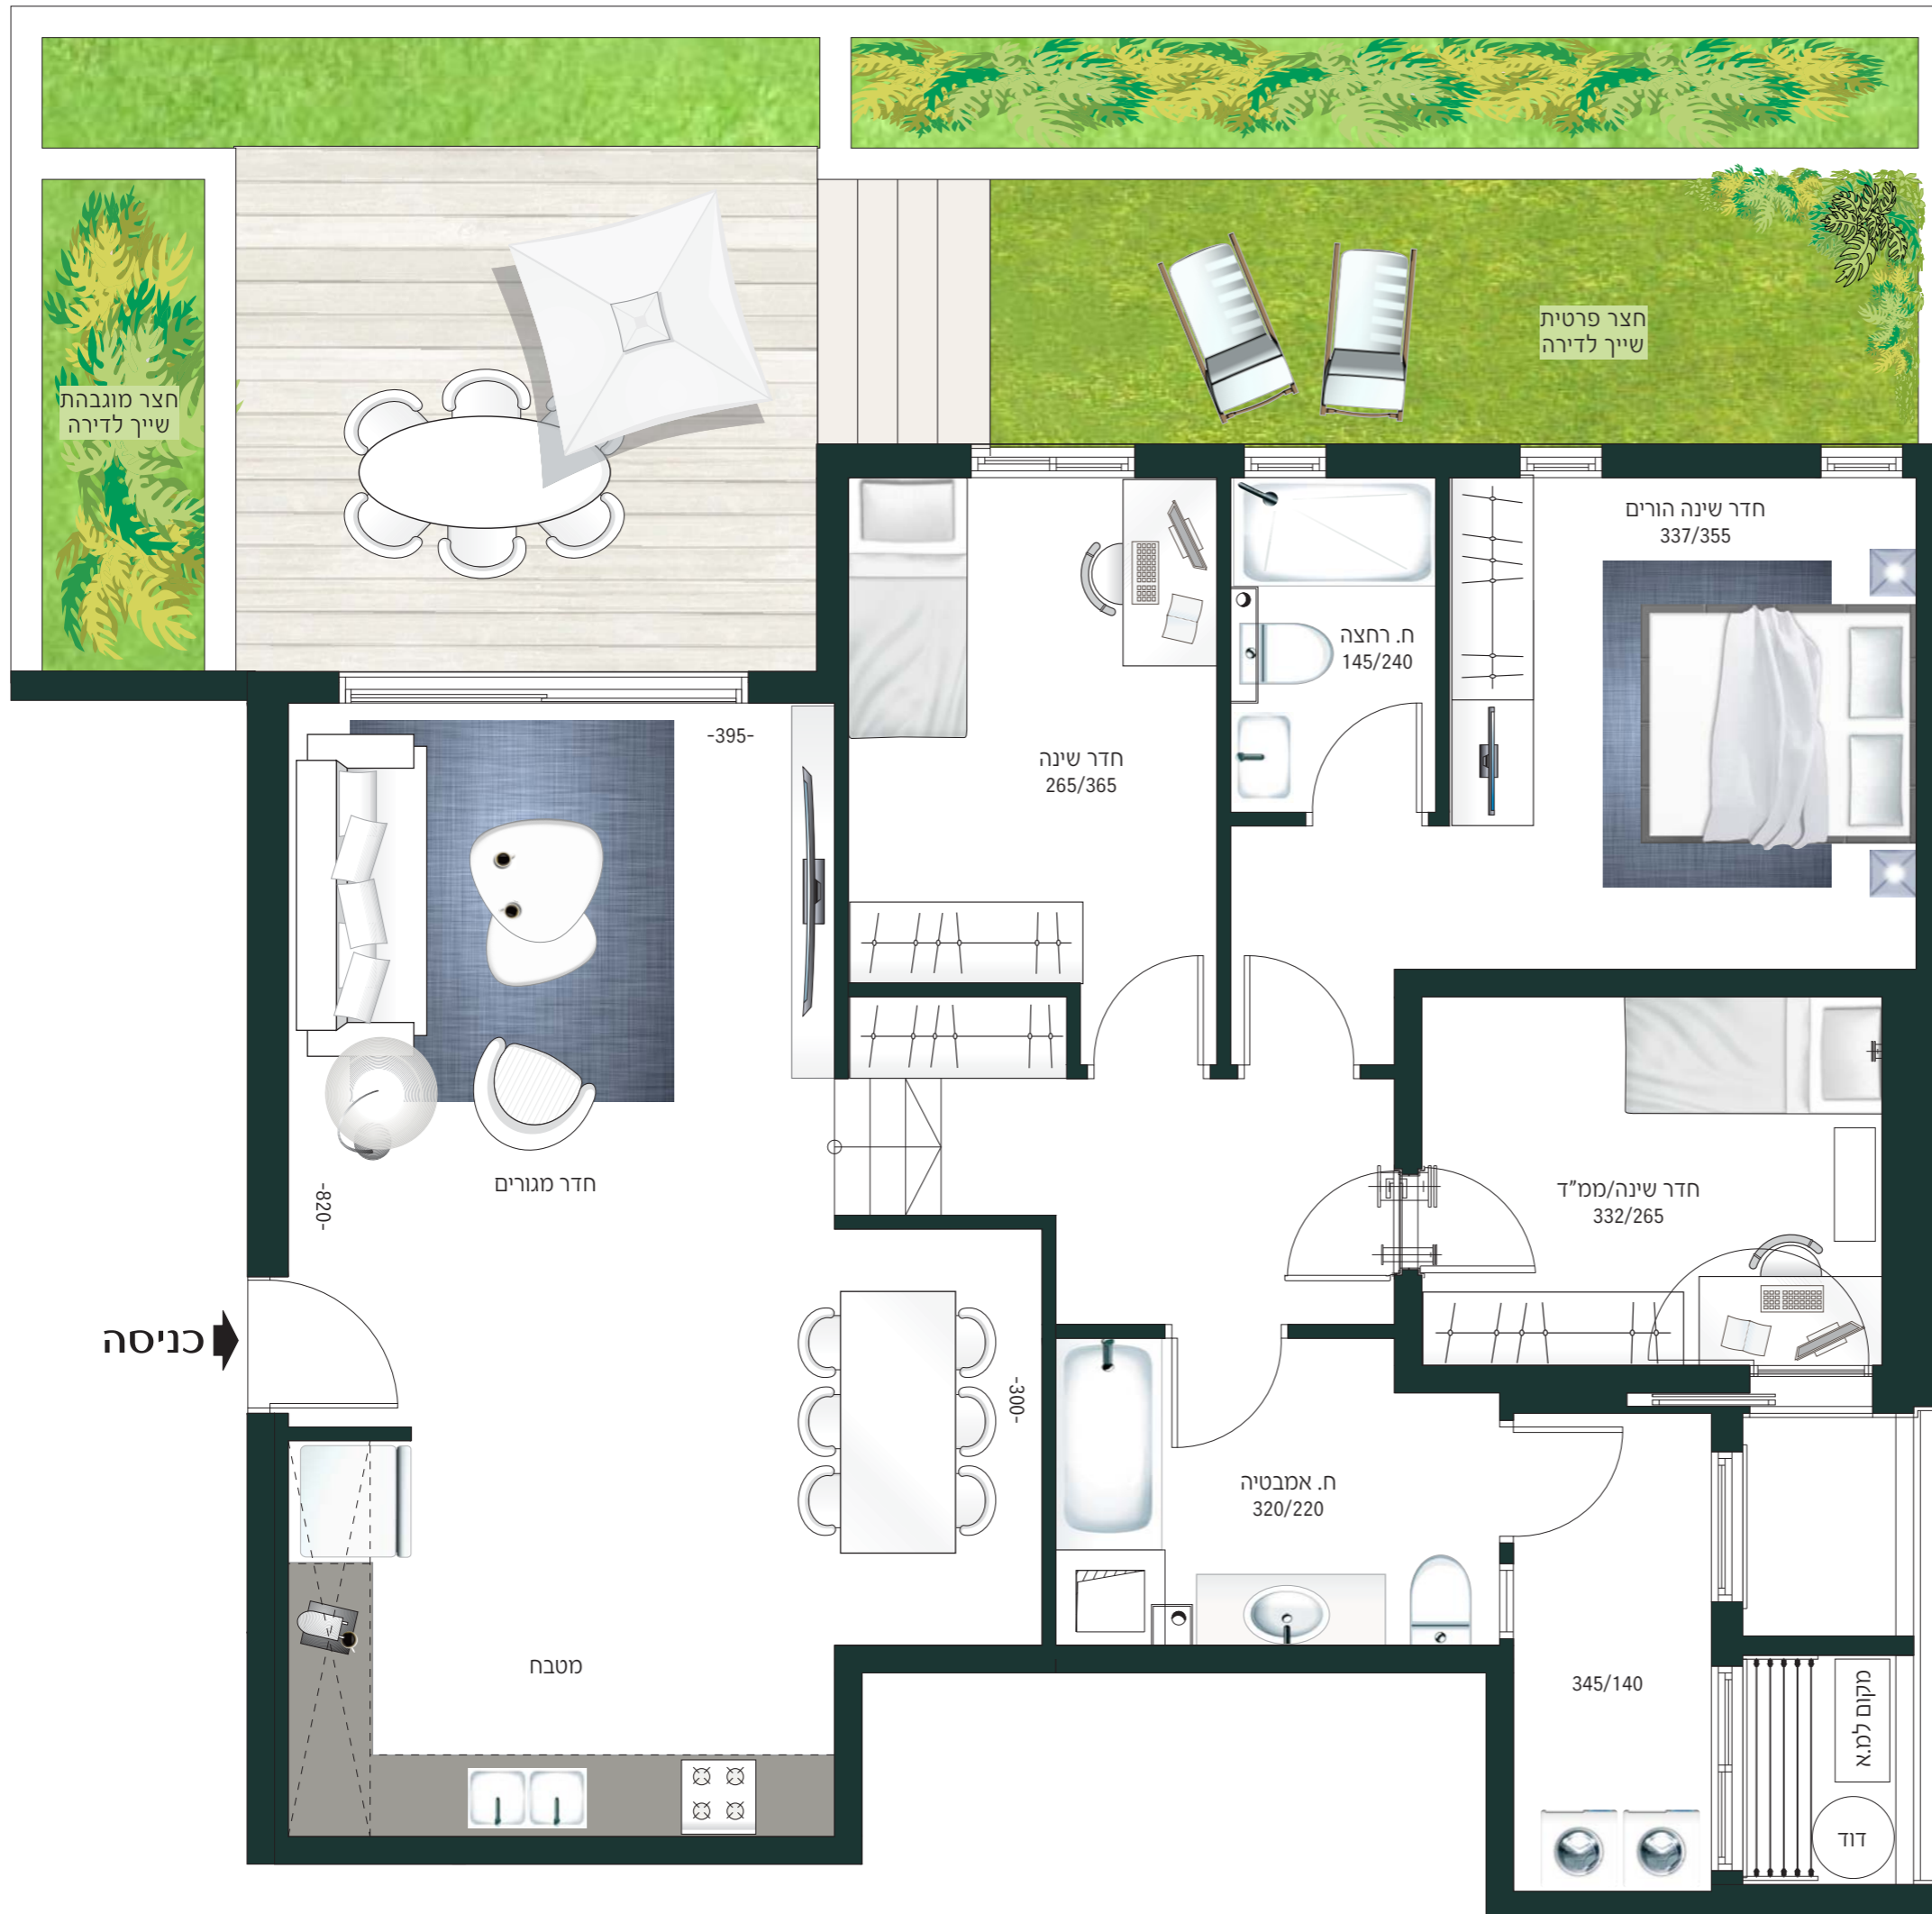 חצר פרטית
שייך לדירה
חצר מוגבהת
שייך לדירה
חדר שינה הורים
337/355
ח. רחצה
145/240
חדר שינה
265/365
-395-
חדר מגורים
-820-
חדר שינה/ממ"ד
332/265
כניסה
-300-
ח. אמבטיה
320/220
מטבח
345/140
מקום למ.א
דוד